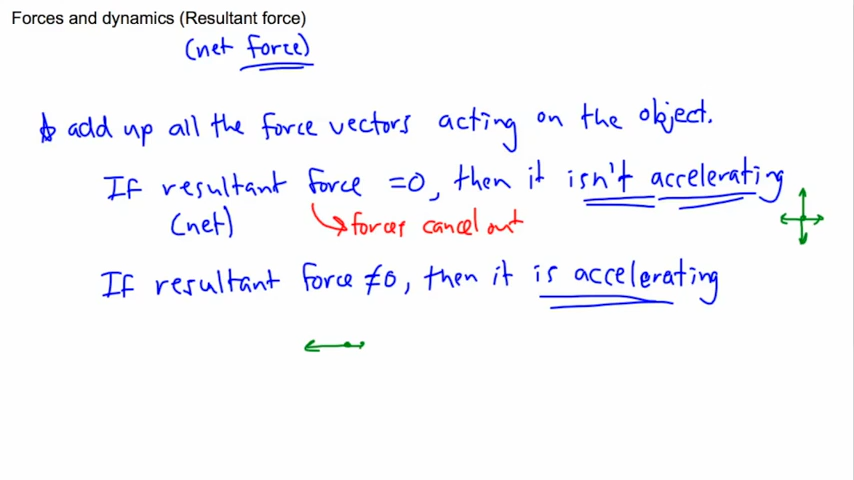 Forces and dynamics (Resultant force)
(net force)
add up all the force vectors acting on the object.
If resultant force =0, then it isn't accelerating
(net)
forces cancel out
If resultant force ≠0, then it is accelerating